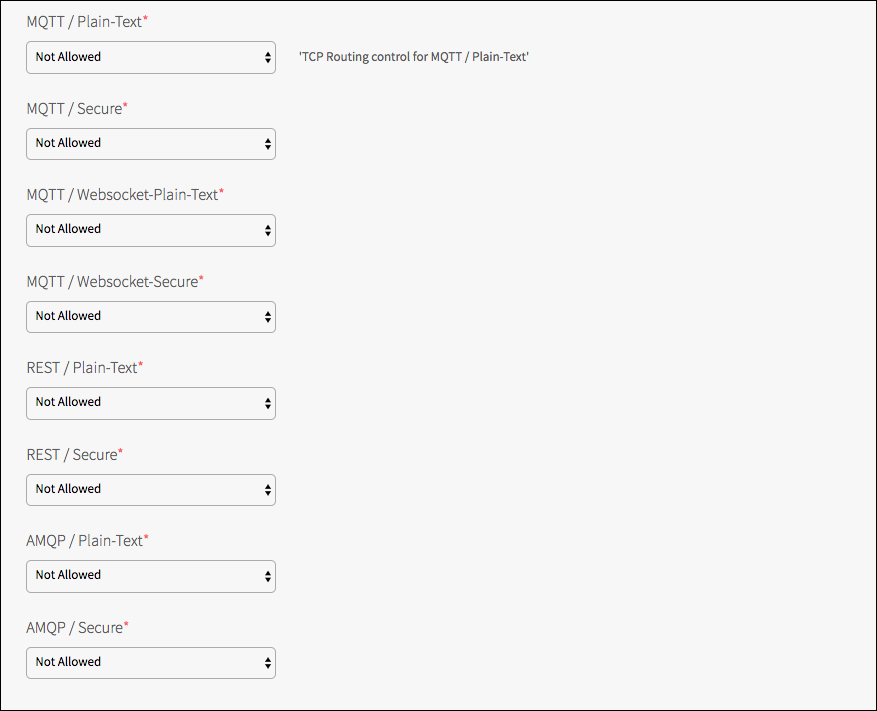 MQTT / Plain-Text*
Not Allowed
'TCP Routing control for MQTT / Plain-Text'
MQTT / Secure*
Not Allowed
MQTT / Websocket-Plain-Text*
Not Allowed
MQTT / Websocket-Secure*
Not Allowed
REST / Plain-Text*
Not Allowed
REST / Secure*
Not Allowed
AMQP / Plain-Text*
Not Allowed
AMQP / Secure*
Not Allowed